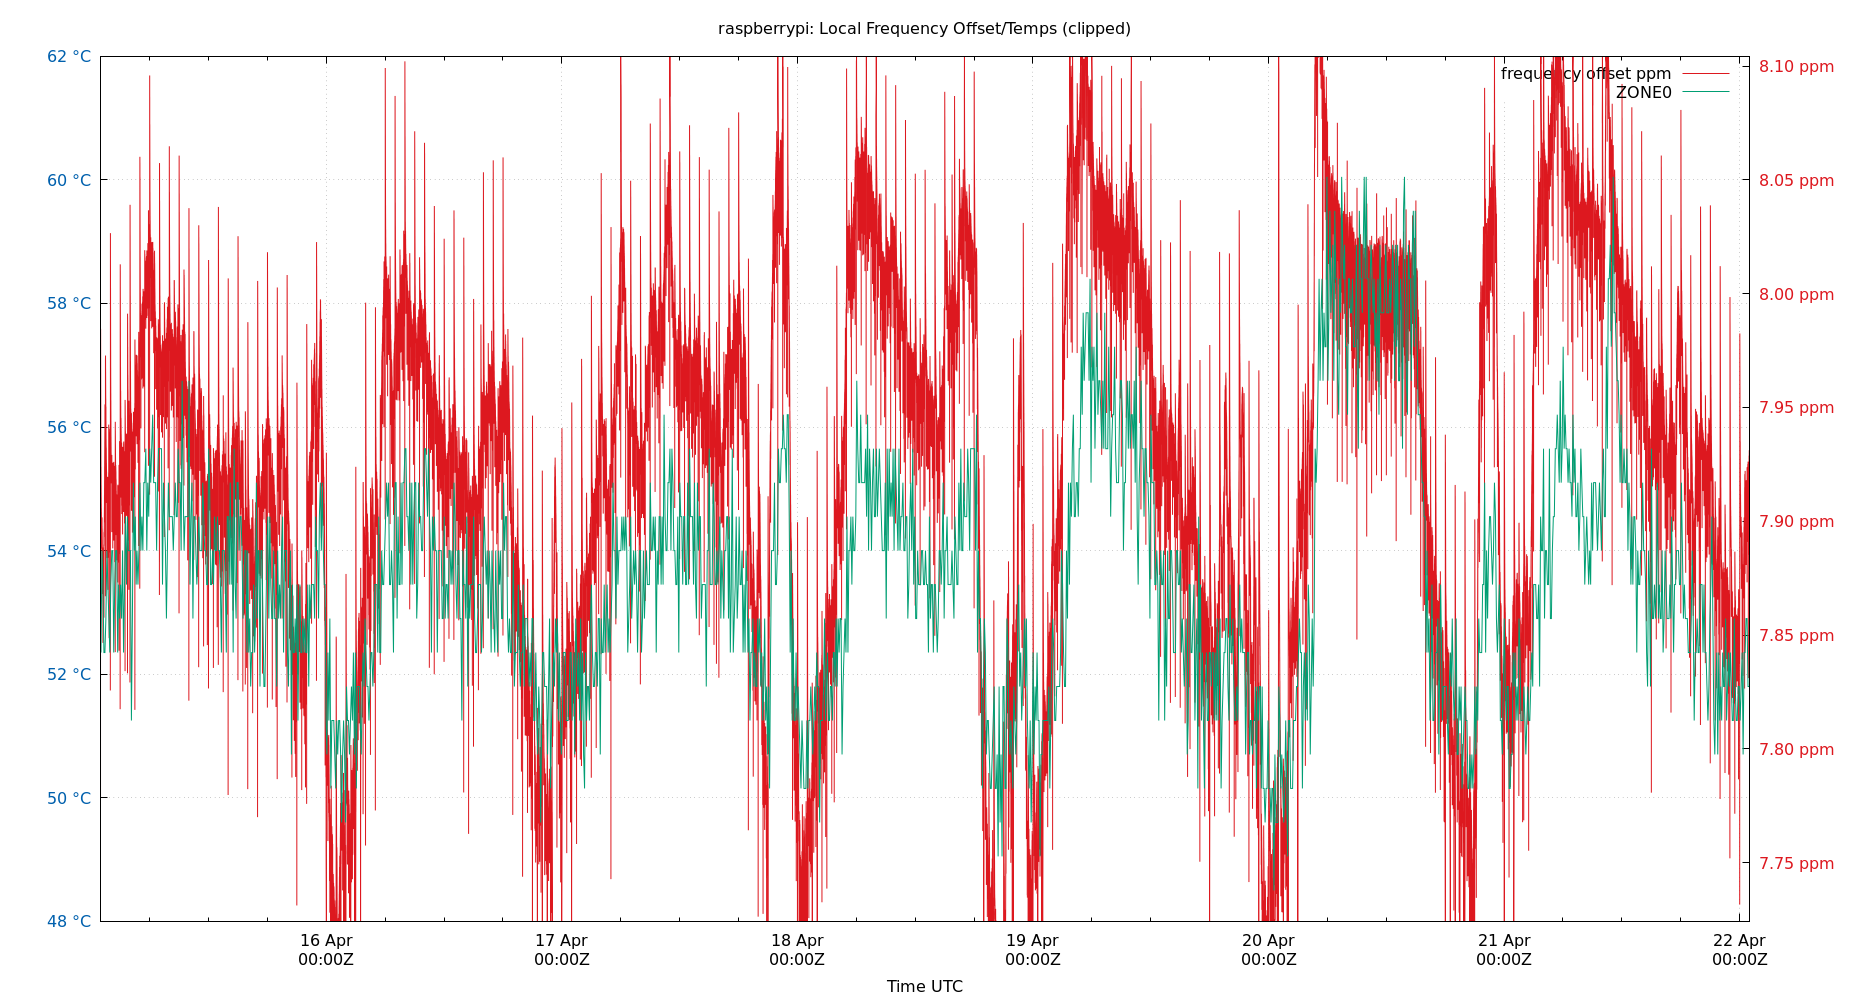 raspberrypi: Local Frequency Offset/Temps (clipped)
62 °C
60 °C
58 °C
56 °C
54 °C
52 °C
50 °C
48 °C
frequency offset ppm
ZONE0
8.10 ppm
8.05 ppm
8.00 ppm
7.95 ppm
7.90 ppm
7.85 ppm
7.80 ppm
7.75 ppm
16 Apr 17 Apr 18 Apr 19 Apr 20 Apr 21 Apr 22 Apr
00:00Z 00:00Z 00:00Z 00:00Z 00:00Z 00:00Z 00:00Z
Time UTC